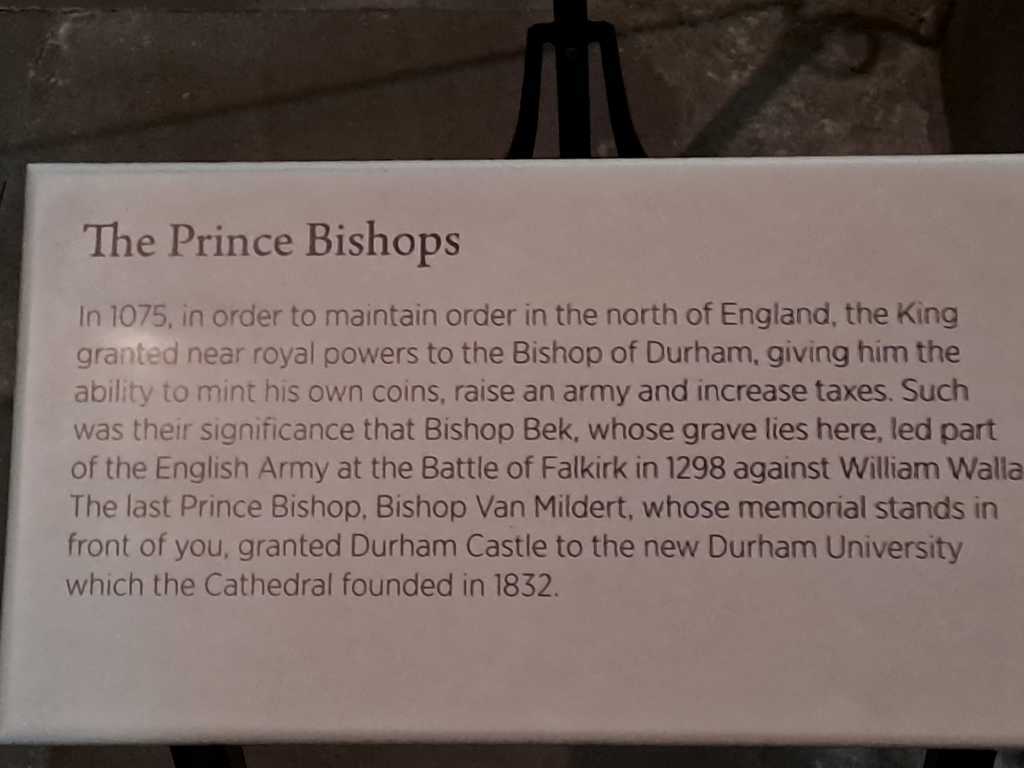 The Prince Bishops
In 1075, in order to maintain order in the north of England, the King
granted near royal powers to the Bishop of Durham, giving him the
ability to mint his own coins, raise an army and increase taxes. Such
was their significance that Bishop Bek, whose grave lies here, led part
of the English Army at the Battle of Falkirk in 1298 against William Walla
The last Prince Bishop, Bishop Van Mildert, whose memorial stands in
front of you, granted Durham Castle to the new Durham University
which the Cathedral founded in 1832.